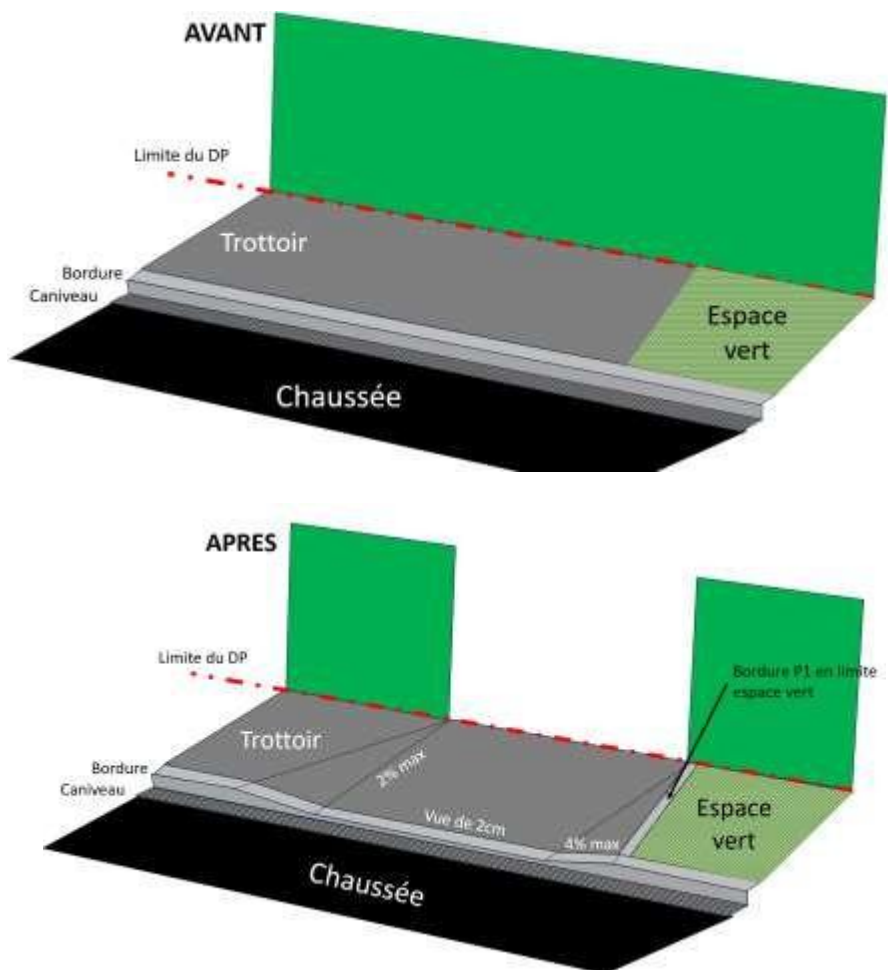 AVANT
Limite du DP
Trottoir
Bordure
Caniveau
Espace
vert
Chaussée
APRES
Limite du DP
Bordure P1 en limite
espace vert
Trottoir
2% max
Bordure
Caniveau
Vue de 2cm
4% max
Espace
vert
Chaussée